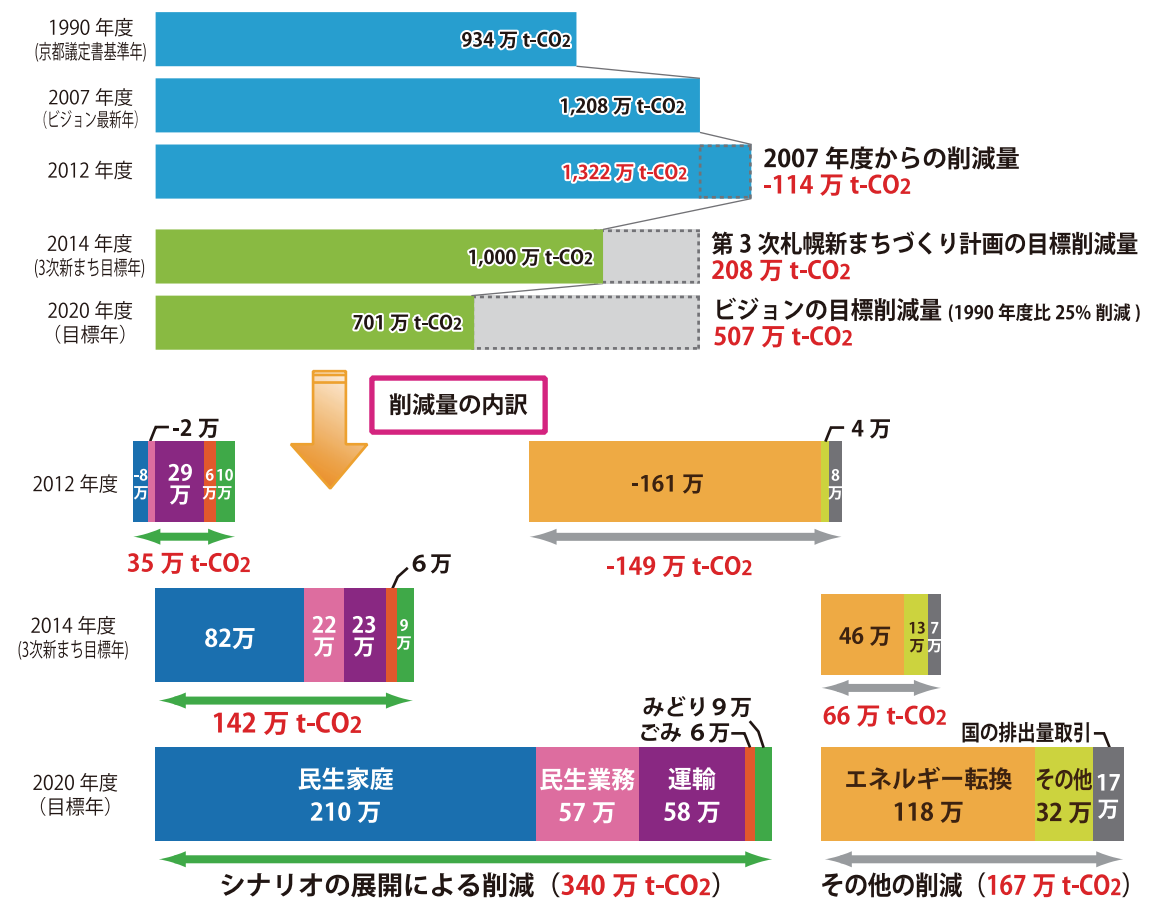 1990 年度
(京都議定書基準年)
934 万 t-CO2
2007 年度
(ビジョン最新年)
1,208 万 t-CO2
2012 年度
1,322 万 t-CO2
2007 年度からの削減量
-114 万 t-CO2
2014 年度
(3次新まち目標年)
1,000 万 t-CO2
第 3 次札幌新まちづくり計画の目標削減量
208 万 t-CO2
2020 年度
（目標年）
701 万 t-CO2
ビジョンの目標削減量 (1990 年度比 25% 削減 )
507 万 t-CO2
削減量の内訳
2012 年度
-8
万
-2 万
29
万
6
万
10
万
35 万 t-CO2
-161 万
4 万
8
万
-149 万 t-CO2
2014 年度
(3次新まち目標年)
82万
22
万
23
万
6 万
9
万
142 万 t-CO2
46 万
13
万
7
万
66 万 t-CO2
2020 年度
（目標年）
民生家庭
210 万
民生業務
57 万
運輸
58 万
みどり 9 万
ごみ 6 万
シナリオの展開による削減（340 万 t-CO2）
国の排出量取引
エネルギー転換
118 万
その他
32 万
17
万
その他の削減（167 万 t-CO2）